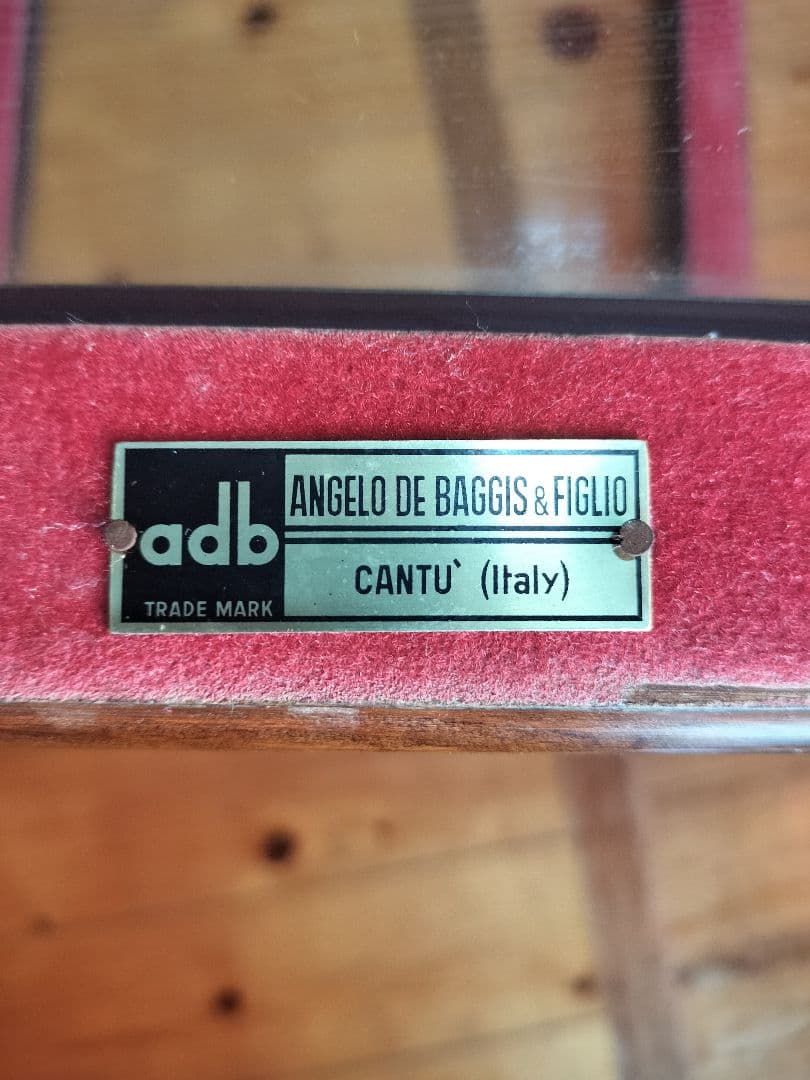 adb
TRADE MARK
ANGELO DE BAGGIS & FIGLIO
CANTU` (Italy)